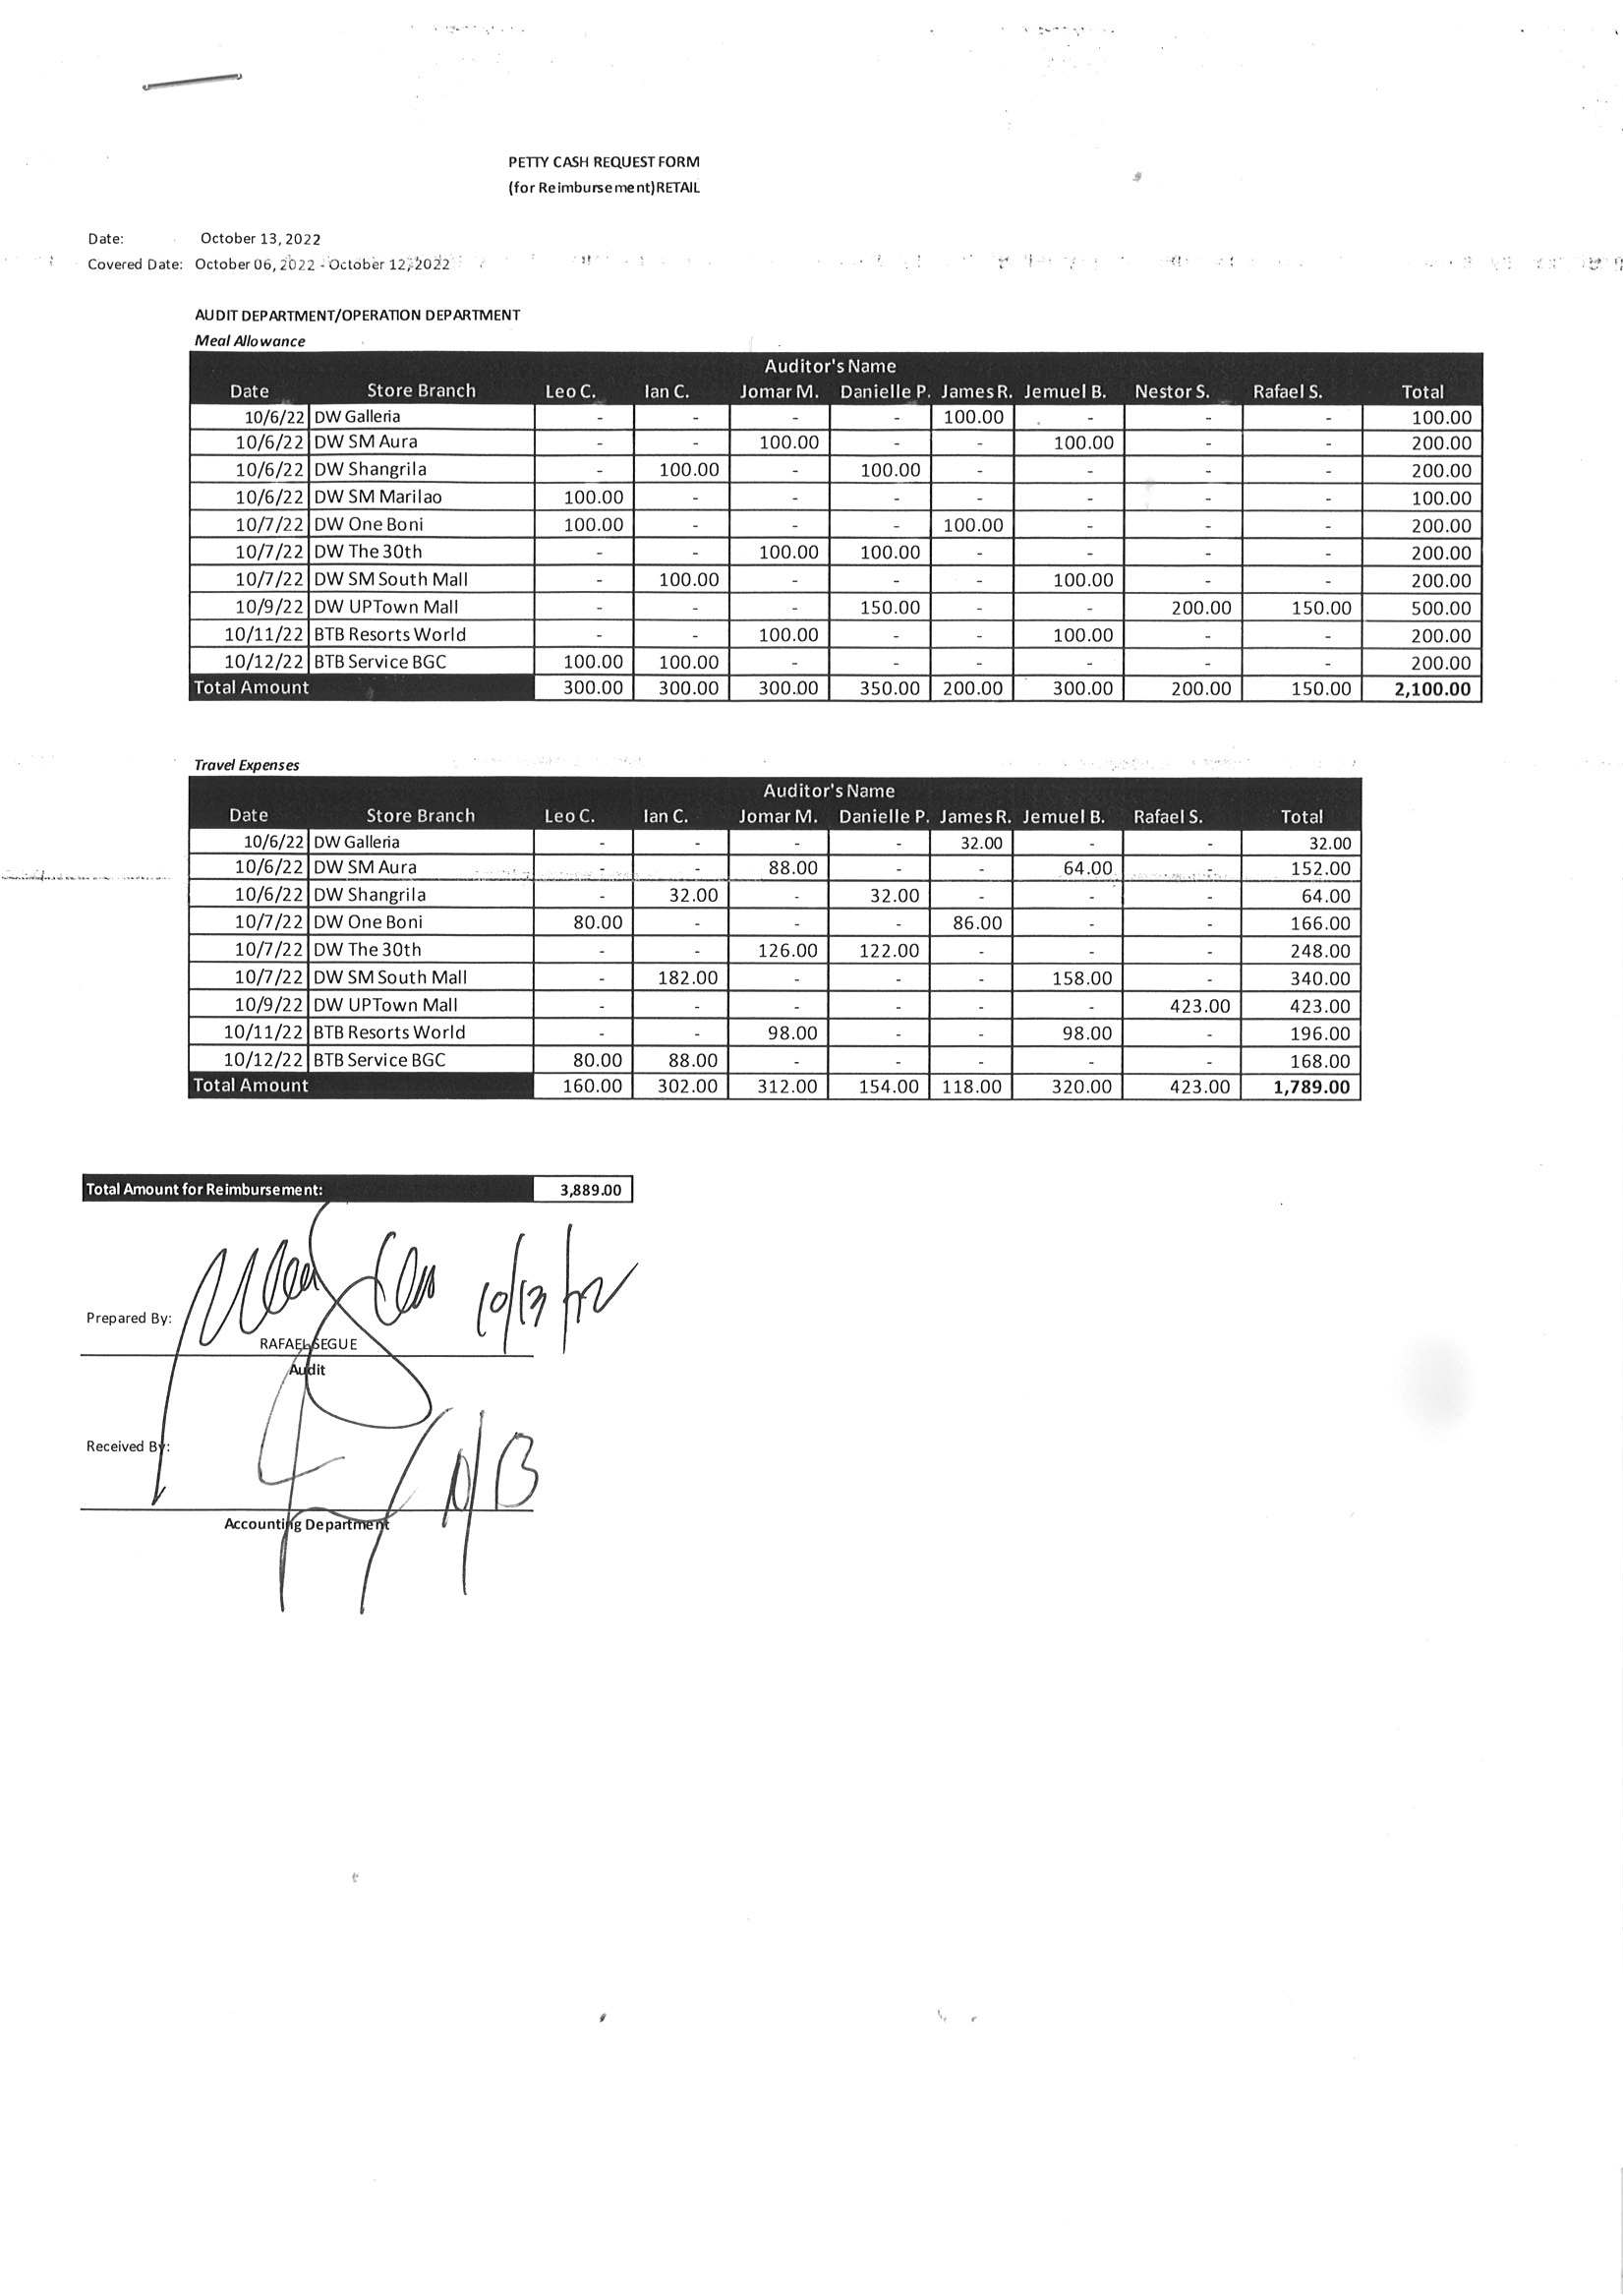 PETTY CASH REQUEST FORM
(for Reimbursement)RETAIL
Date: October 13, 2022
Covered Date: October 06, 2022 - October 12, 2022
AUDIT DEPARTMENT/OPERATION DEPARTMENT
Meal Allowance
Auditor's Name
Date Store Branch Leo C. Ian C. Jomar M. Danielle P. James R. Jemuel B. Nestor S. Rafael S. Total
10/6/22 DW Galleria - - - - 100.00 - - - 100.00
10/6/22 DW SM Aura - - 100.00 - - 100.00 - - 200.00
10/6/22 DW Shangrila - 100.00 - 100.00 - - - - 200.00
10/6/22 DW SM Marilao 100.00 - - - - - - - 100.00
10/7/22 DW One Boni 100.00 - - - 100.00 - - - 200.00
10/7/22 DW The 30th - - 100.00 100.00 - - - - 200.00
10/7/22 DW SM South Mall - 100.00 - - - 100.00 - - 200.00
10/9/22 DW UPTown Mall - - - 150.00 - - 200.00 150.00 500.00
10/11/22 BTB Resorts World - - 100.00 - - 100.00 - - 200.00
10/12/22 BTB Service BGC 100.00 100.00 - - - - - - 200.00
Total Amount 300.00 300.00 300.00 350.00 200.00 300.00 200.00 150.00 2,100.00
Travel Expenses
Auditor's Name
Date Store Branch Leo C. Ian C. Jomar M. Danielle P. James R. Jemuel B. Rafael S. Total
10/6/22 DW Galleria - - - - 32.00 - - 32.00
10/6/22 DW SM Aura - - 88.00 - - 64.00 - 152.00
10/6/22 DW Shangrila - 32.00 - 32.00 - - - 64.00
10/7/22 DW One Boni 80.00 - - - 86.00 - - 166.00
10/7/22 DW The 30th - - 126.00 122.00 - - - 248.00
10/7/22 DW SM South Mall - 182.00 - - - 158.00 - 340.00
10/9/22 DW UPTown Mall - - - - - - 423.00 423.00
10/11/22 BTB Resorts World - - 98.00 - - 98.00 - 196.00
10/12/22 BTB Service BGC 80.00 88.00 - - - - - 168.00
Total Amount 160.00 302.00 312.00 154.00 118.00 320.00 423.00 1,789.00
Total Amount for Reimbursement: 3,889.00
10/13/22
Prepared By:
RAFAEL SEGUE
Audit
Received By: 10/13
Accounting Department